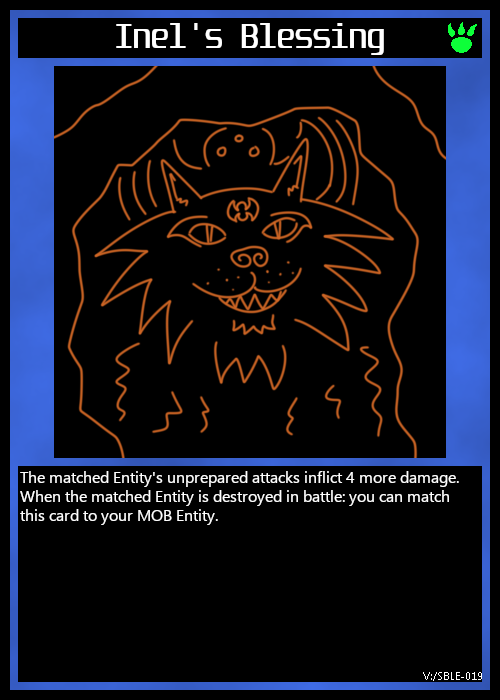 Inel's Blessing
The matched Entity's unprepared attacks inflict 4 more damage.
When the matched Entity is destroyed in battle: you can match
this card to your MOB Entity.
V:/SBLE-019